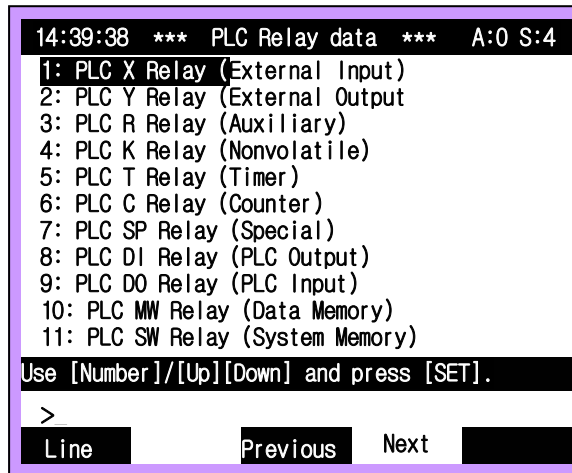 14:39:38 *** PLC Relay data *** A:0 S:4
1: PLC X Relay (External Input)
2: PLC Y Relay (External Output
3: PLC R Relay (Auxiliary)
4: PLC K Relay (Nonvolatile)
5: PLC T Relay (Timer)
6: PLC C Relay (Counter)
7: PLC SP Relay (Special)
8: PLC DI Relay (PLC Output)
9: PLC DO Relay (PLC Input)
10: PLC MW Relay (Data Memory)
11: PLC SW Relay (System Memory)
Use [Number]/[Up][Down] and press [SET].
>_
Line Previous Next